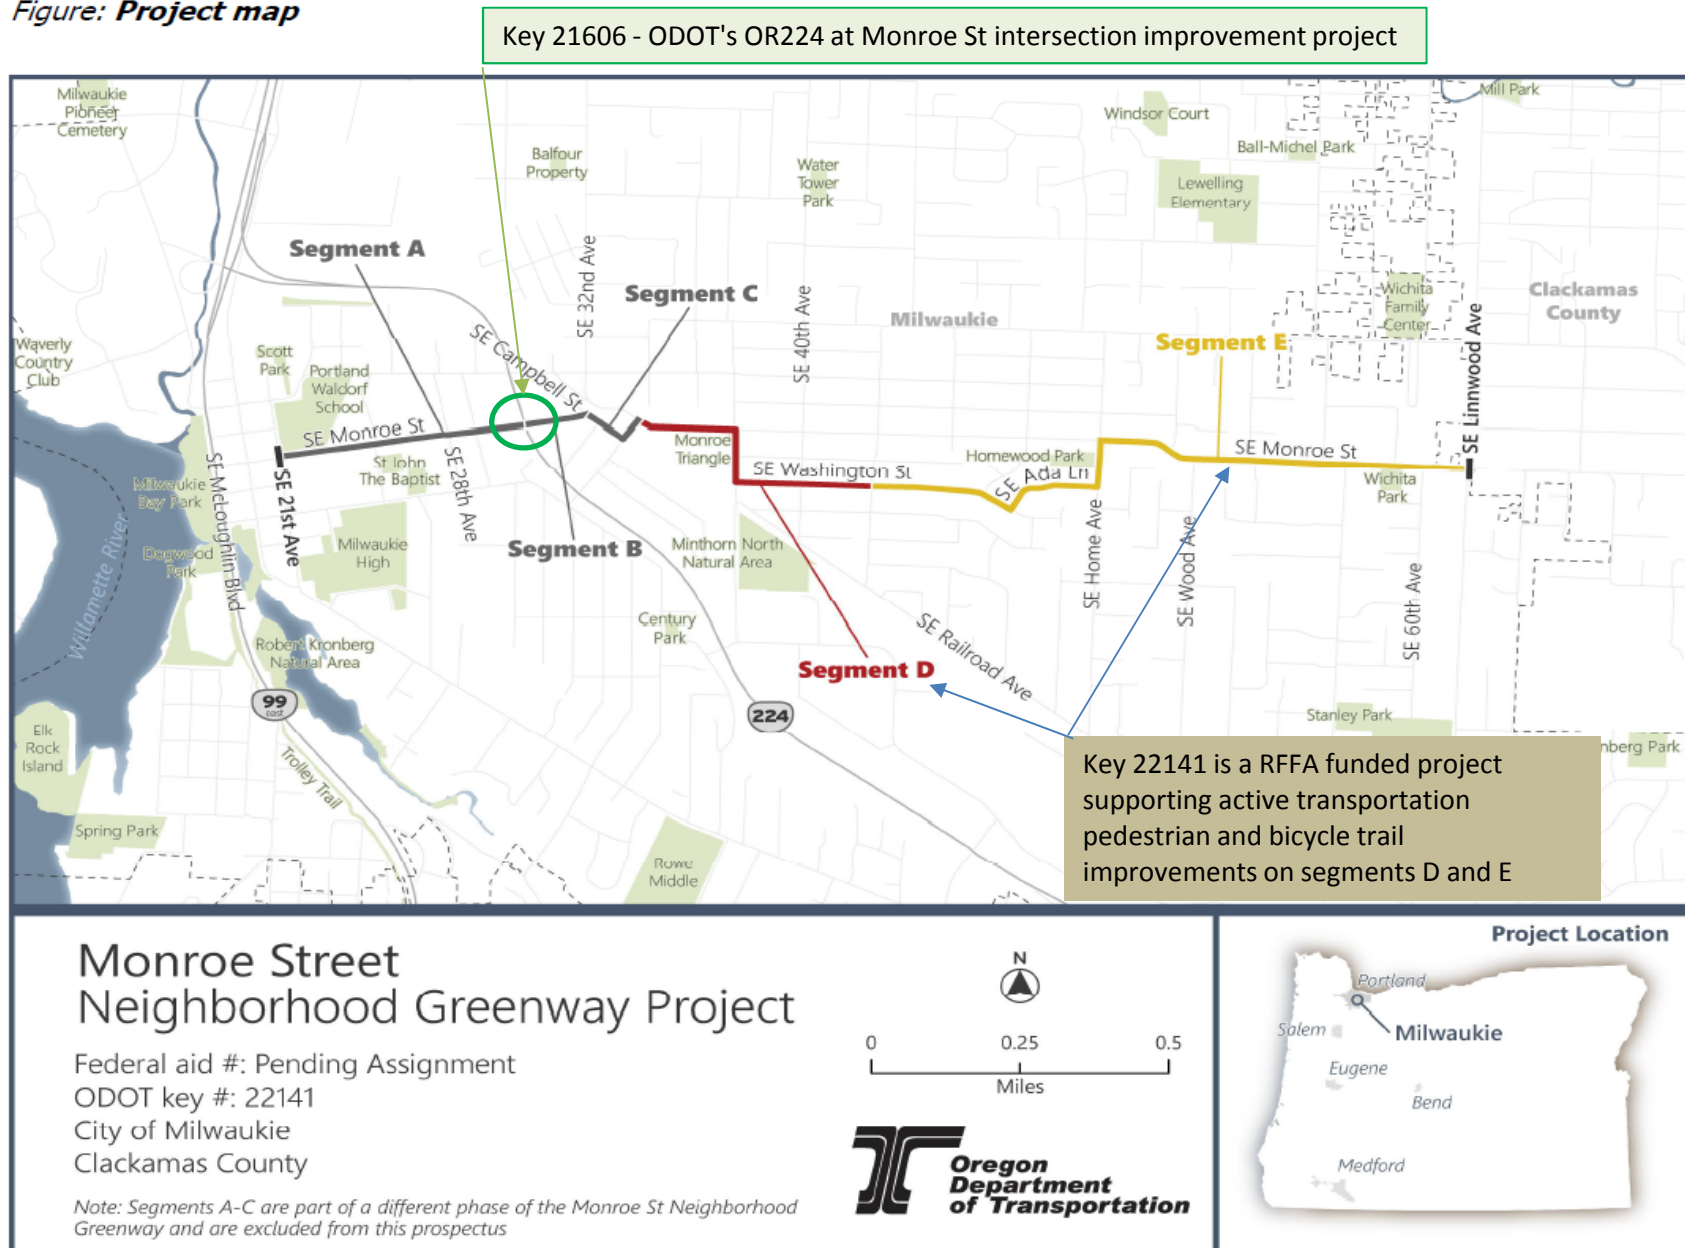 Figure: Project map
Key 21606 - ODOT's OR224 at Monroe St intersection improvement project
Milwaukie
Pioneer
Cemetery
Balfour
Property
Water
Tower
Park
Windsor Court
Mill Park
Ball-Michel Park
Lewelling
Elementary
Segment A
SE 32nd Ave
Segment C
SE 40th Ave
Milwaukie
Wichita
Family
Center
Clackamas
County
SE Campbell St
Segment E
SE Linnwood Ave
Waverly
Country
Club
Scott
Park
Portland
Waldorf
School
SE Monroe St
Monroe
Triangle
SE Washington St
Homewood Park
SE Ada Ln
SE Monroe St
Wichita
Park
St John
The Baptist
SE 28th Ave
Milwaukie
Bay Park
SE McLoughlin Blvd
SE 21st Ave
Willamette River
Dogwood
Park
Milwaukie
High
Segment B
Minthorn North
Natural Area
SE Home Ave
SE Wood Ave
SE 60th Ave
Century
Park
SE Railroad Ave
Robert Kronberg
Natural Area
Segment D
99
east
224
Stanley Park
Elk
Rock
Island
Trolley Trail
nberg Park
Key 22141 is a RFFA funded project
supporting active transportation
pedestrian and bicycle trail
improvements on segments D and E
Spring Park
Rowe
Middle
Monroe Street
Neighborhood Greenway Project
Federal aid #: Pending Assignment
ODOT key #: 22141
City of Milwaukie
Clackamas County
Note: Segments A-C are part of a different phase of the Monroe St Neighborhood
Greenway and are excluded from this prospectus
N
0 0.25 0.5
Miles
Oregon
Department
of Transportation
Project Location
Portland
Salem
Milwaukie
Eugene
Bend
Medford